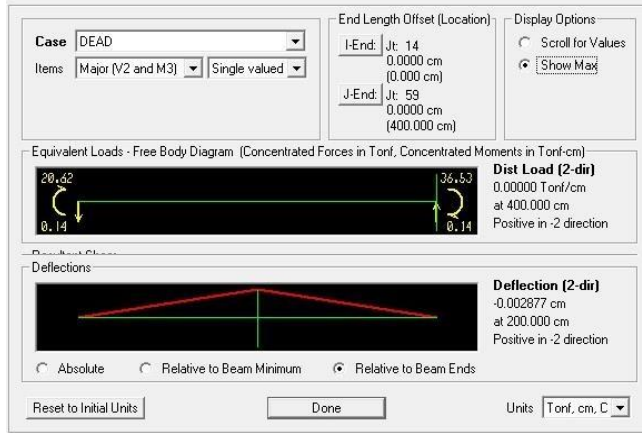 Case DEAD
Items Major (V2 and M3) Single valued
End Length Offset (Location)
I-End: Jt: 14
0.0000 cm
(0.000 cm)
J-End: Jt: 59
0.0000 cm
(400.000 cm)
Display Options
Scroll for Values
Show Max
Equivalent Loads - Free Body Diagram (Concentrated Forces in Tonf, Concentrated Moments in Tonf-cm)
20.62 36.53
0.14 0.14
Dist Load (2-dir)
0.00000 Tonf/cm
at 400.000 cm
Positive in -2 direction
Deflections
Deflection (2-dir)
-0.002877 cm
at 200.000 cm
Positive in -2 direction
Absolute Relative to Beam Minimum Relative to Beam Ends
Reset to Initial Units Done Units Tonf, cm, C